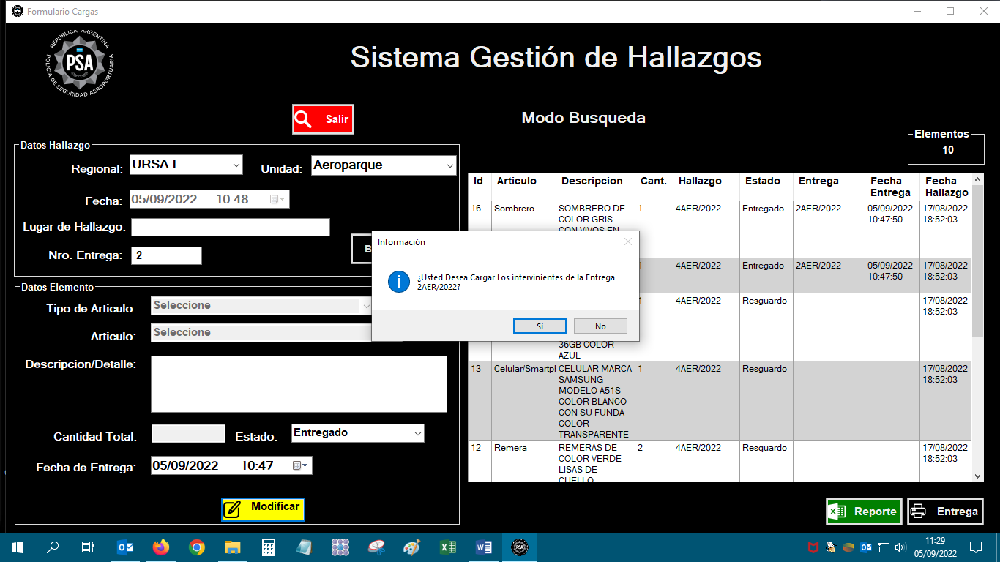 Formulario Cargas
REPUBLICA ARGENTINA
PSA
POLICIA DE SEGURIDAD AEROPORTUARIA
Sistema Gestión de Hallazgos
Salir
Modo Busqueda
Elementos
10
Datos Hallazgo
Regional: URSA I Unidad: Aeroparque
Fecha: 05/09/2022 10:48
Lugar de Hallazgo:
Nro. Entrega: 2
B
Datos Elemento
Tipo de Articulo: Seleccione
Articulo: Seleccione
Descripcion/Detalle:
Cantidad Total: Estado: Entregado
Fecha de Entrega: 05/09/2022 10:47
Modificar
Id Articulo Descripcion Cant. Hallazgo Estado Entrega Fecha Entrega Fecha Hallazgo
16 Sombrero SOMBRERO DE 1 4AER/2022 Entregado 2AER/2022 05/09/2022 17/08/2022
COLOR GRIS 10:47:50 18:52:03
CON VIVOS EN
1 4AER/2022 Entregado 2AER/2022 05/09/2022 17/08/2022
10:47:50 18:52:03
1 4AER/2022 Resguardo 17/08/2022
18:52:03
36GB COLOR
AZUL
13 Celular/Smartpl CELULAR MARCA 1 4AER/2022 Resguardo 17/08/2022
SAMSUNG 18:52:03
MODELO A51S
COLOR BLANCO
CON SU FUNDA
COLOR
TRANSPARENTE
12 Remera REMERAS DE 2 4AER/2022 Resguardo 17/08/2022
COLOR VERDE 18:52:03
LISAS DE
CUELLO
Información
¿Usted Desea Cargar Los intervinientes de la Entrega
2AER/2022?
Sí No
Reporte Entrega
11:29
05/09/2022